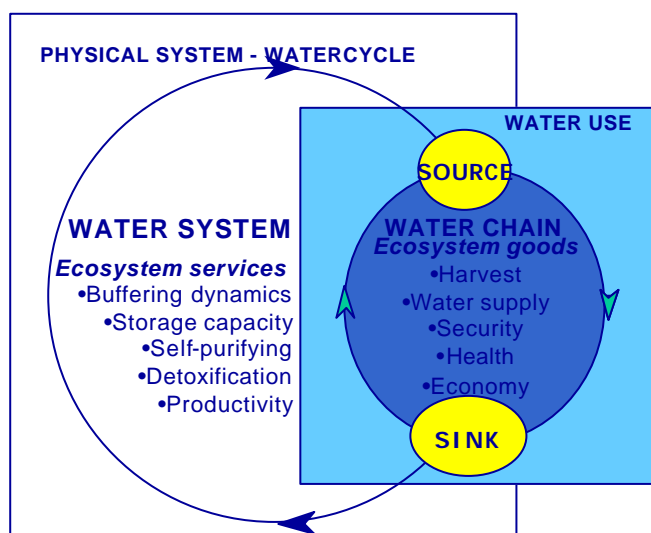 PHYSICAL SYSTEM - WATERCYCLE
WATER USE
SOURCE
WATER SYSTEM
Ecosystem services
•Buffering dynamics
•Storage capacity
•Self-purifying
•Detoxification
•Productivity
WATER CHAIN
Ecosystem goods
•Harvest
•Water supply
•Security
•Health
•Economy
SINK